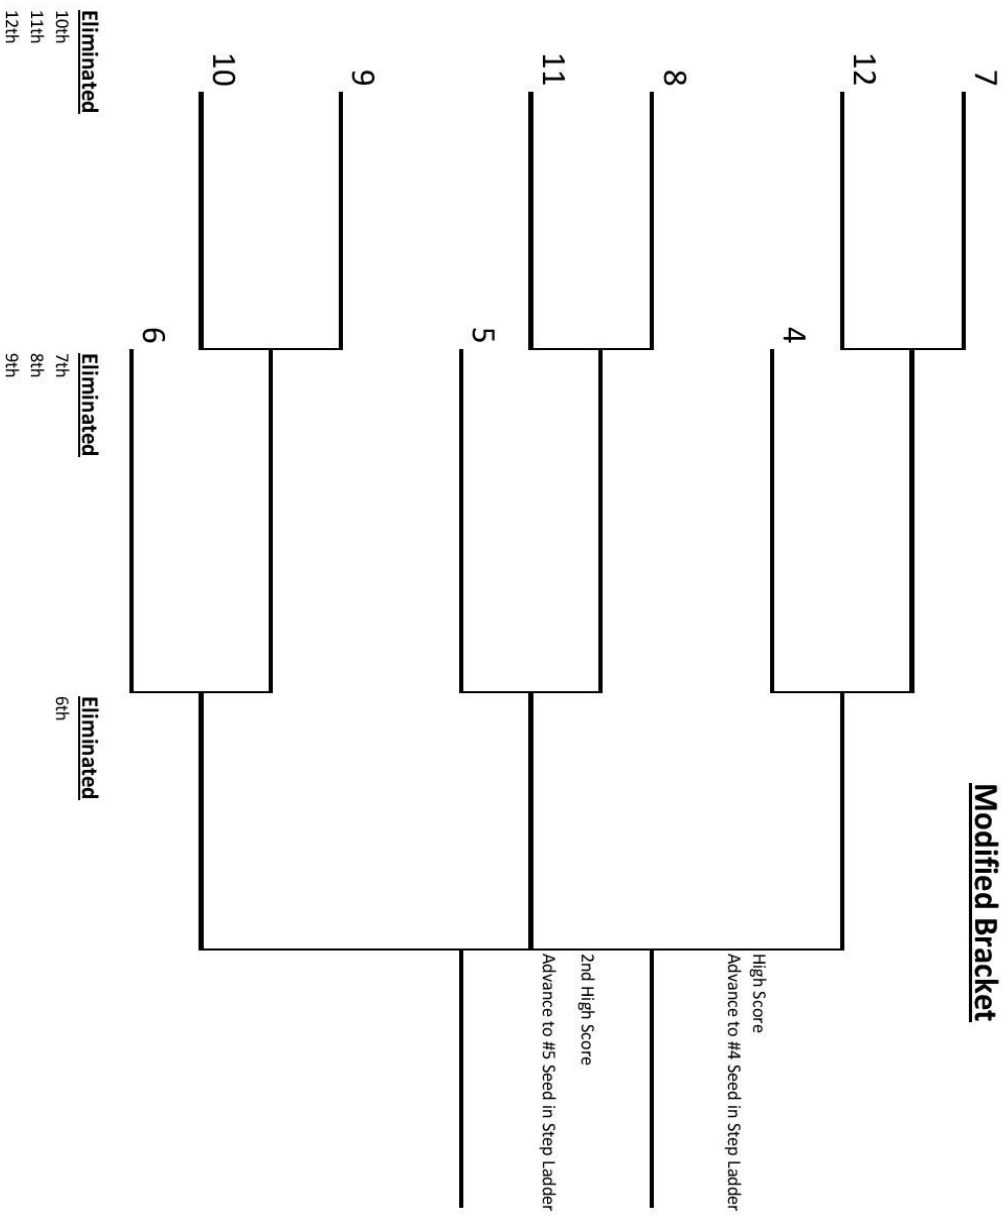 Modified Bracket
7
12
4
High Score
Advance to #4 Seed in Step Ladder
8
11
5
2nd High Score
Advance to #5 Seed in Step Ladder
9
10
6
Eliminated
10th
11th
12th
Eliminated
7th
8th
9th
Eliminated
6th